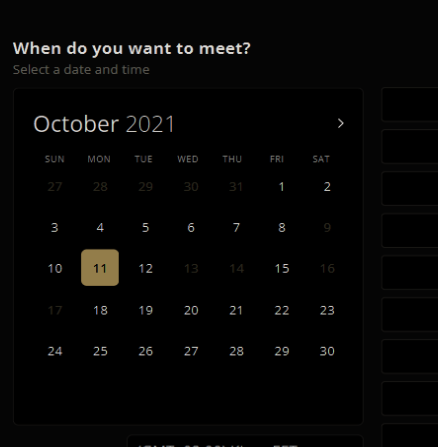 When do you want to meet?
Select a date and time
October 2021 >
SUN MON TUE WED THU FRI SAT
27 28 29 30 31 1 2
3 4 5 6 7 8 9
10 11 12 13 14 15 16
17 18 19 20 21 22 23
24 25 26 27 28 29 30